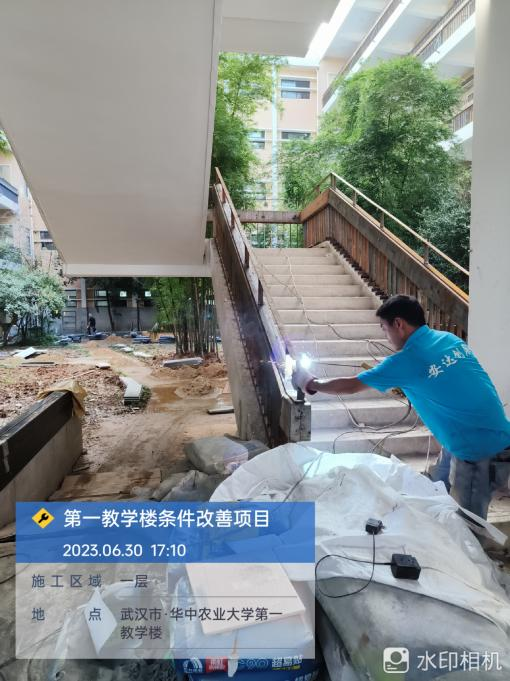 安达
第一教学楼条件改善项目
2023.06.30 17:10
施工区域 一层
地点 武汉市·华中农业大学第一
教学楼
水印相机